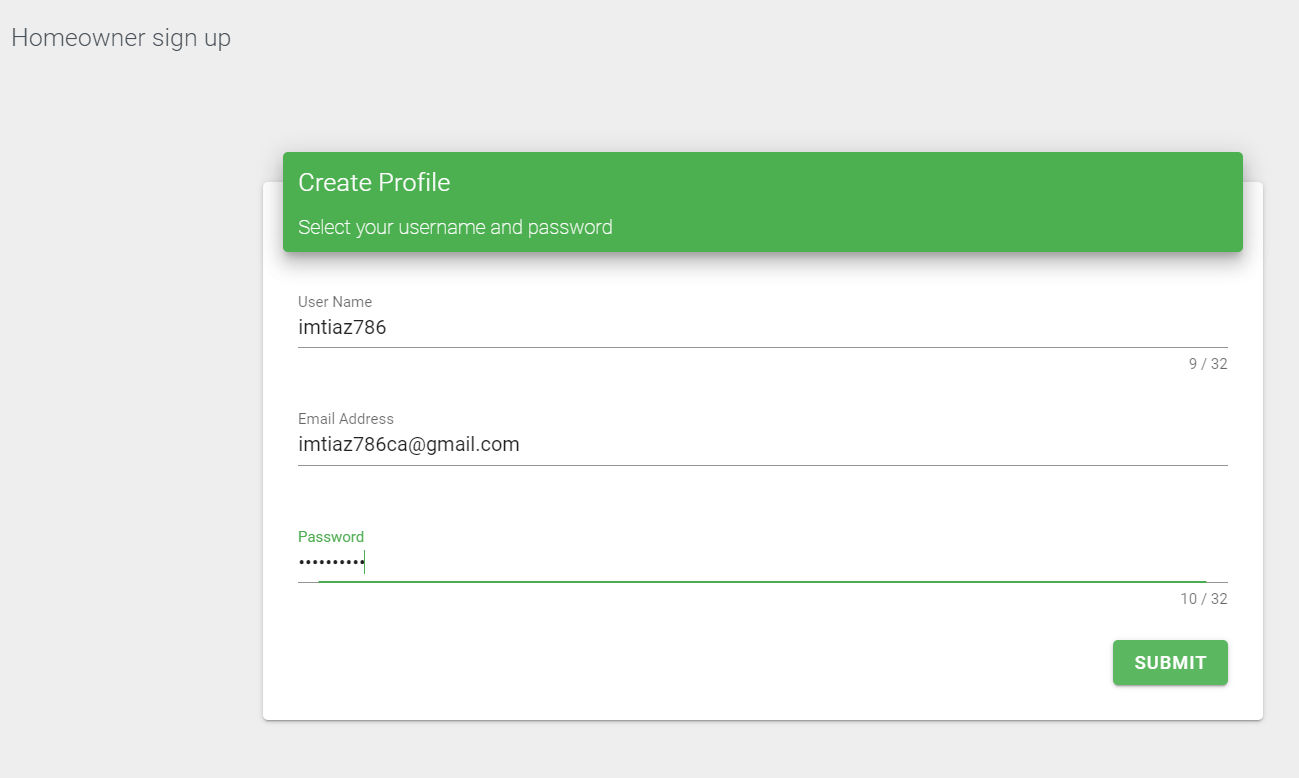 Homeowner sign up
Create Profile
Select your username and password
User Name
imtiaz786
9 / 32
Email Address
imtiaz786ca@gmail.com
Password
••••••••••
10 / 32
SUBMIT